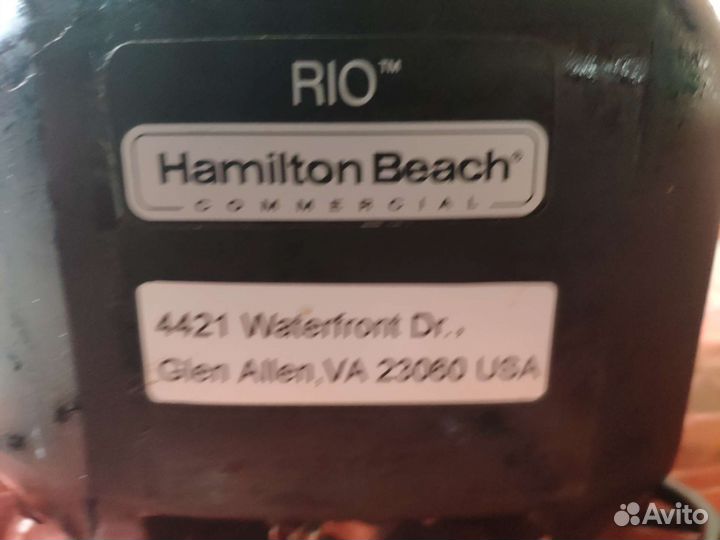 RIO™
Hamilton Beach®
COMMERCIAL
4421 Waterfront Dr.,
Glen Allen,VA 23060 USA
Avito